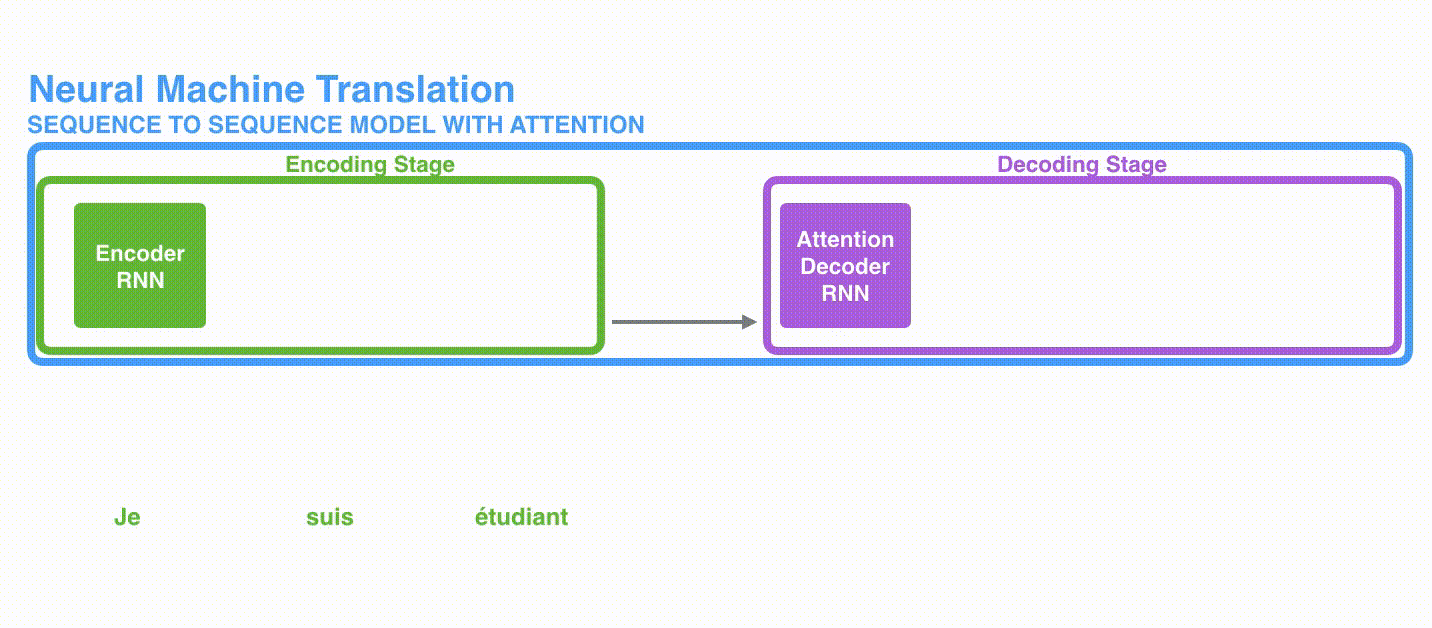 Neural Machine Translation
SEQUENCE TO SEQUENCE MODEL WITH ATTENTION
Encoding Stage
Decoding Stage
Encoder
RNN
Attention
Decoder
RNN
Je
suis
étudiant